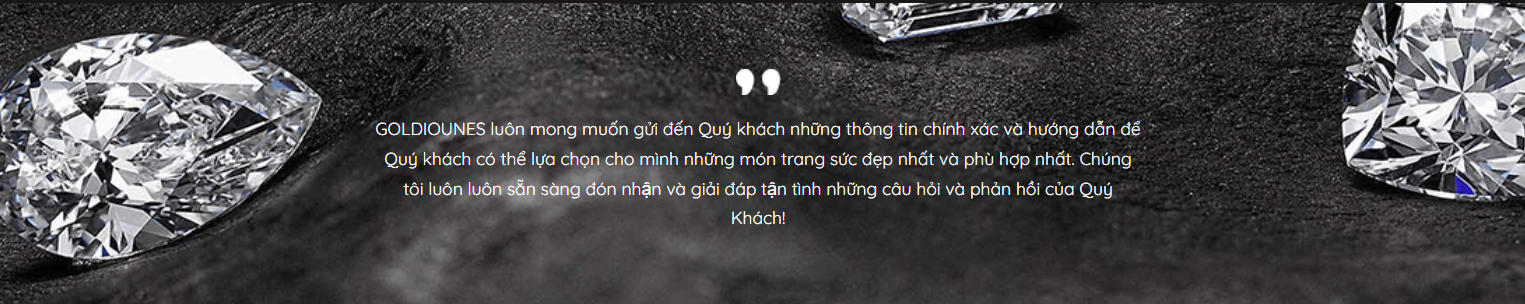 GOLDIOUNES luôn mong muốn gửi đến Quý khách những thông tin chính xác và hướng dẫn để
Quý khách có thể lựa chọn cho mình những món trang sức đẹp nhất và phù hợp nhất. Chúng
tôi luôn luôn sẵn sàng đón nhận và giải đáp tận tình những câu hỏi và phản hồi của Quý
Khách!